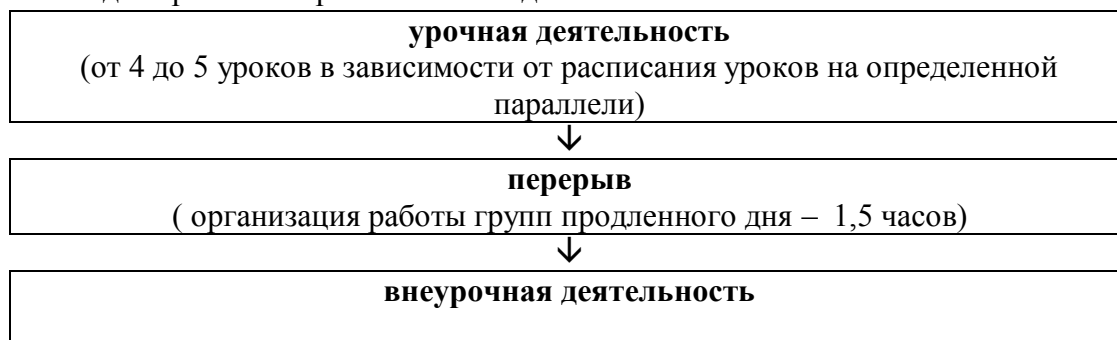 урочная деятельность
(от 4 до 5 уроков в зависимости от расписания уроков на определенной
параллели)
перерыв
( организация работы групп продленного дня – 1,5 часов)
внеурочная деятельность